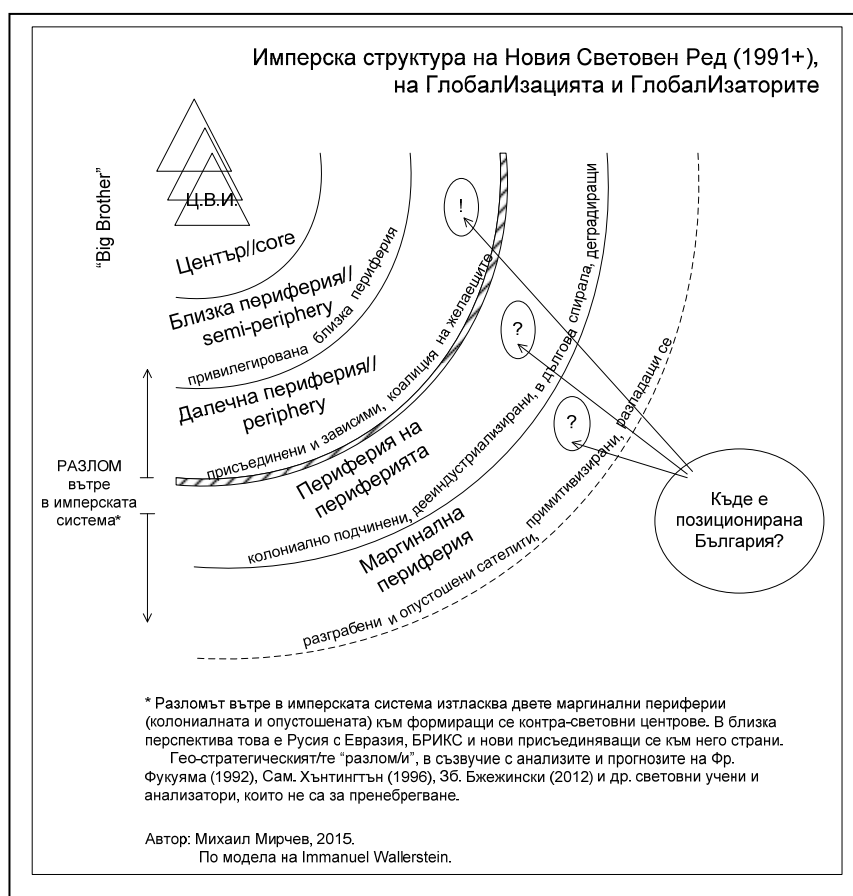 Имперска структура на Новия Световен Ред (1991+),
на ГлобалИзацията и ГлобалИзаторите
“Big Brother”
Ц.В.И.
Център//core
Близка периферия//
semi-periphery
привилегирована близка периферия
Далечна периферия//
periphery
присъединени и зависими, коалиция на желаещите
Периферия на
периферията
колониално подчинени, деeиндустриализирани, в дългова спирала, деградиращи
Маргинална
периферия
разграбени и опустошени сателити, примитивизирани, разпадащи се
!
?
?
РАЗЛОМ
вътре
в имперската
система*
Къде е
позиционирана
България?
* Разломът вътре в имперската система изтласква двете маргинални периферии
(колониалната и опустошената) към формиращи се контра-световни центрове. В близка
перспектива това е Русия с Евразия, БРИКС и нови присъединяващи се към него страни.
Гео-стратегическият/те “разлом/и”, в съзвучие с анализите и прогнозите на Фр.
Фукуяма (1992), Сам. Хънтингтън (1996), Зб. Бжежински (2012) и др. световни учени и
анализатори, които не са за пренебрегване.
Автор: Михаил Мирчев, 2015.
По модела на Immanuel Wallerstein.